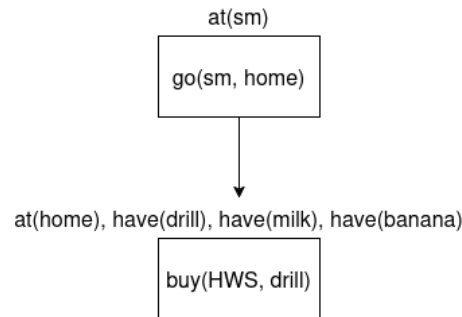 at(sm)
go(sm, home)
at(home), have(drill), have(milk), have(banana)
buy(HWS, drill)